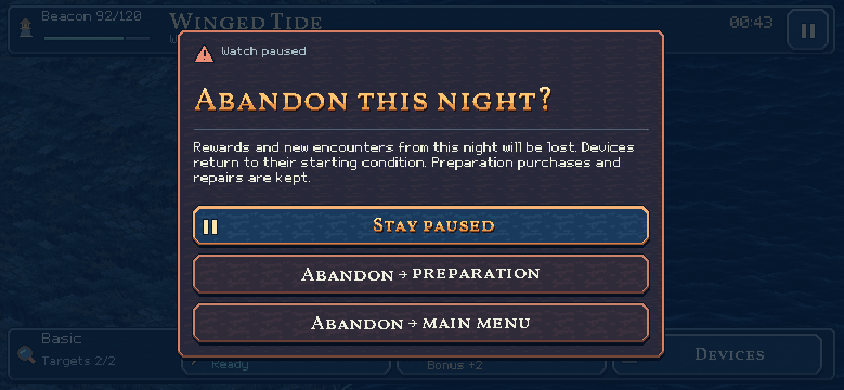 Beacon 92/120
WINGED TIDE
00:43
Watch paused
ABANDON THIS NIGHT?
Rewards and new encounters from this night will be lost. Devices
return to their starting condition. Preparation purchases and
repairs are kept.
STAY PAUSED
ABANDON → PREPARATION
ABANDON → MAIN MENU
Basic
Targets 2/2
Ready
Bonus +2
DEVICES